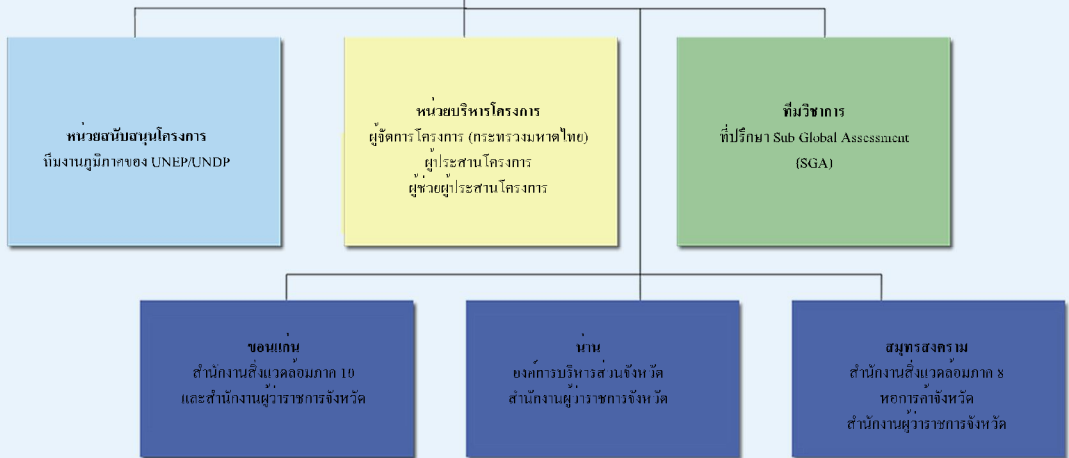 หน่วยสนับสนุนโครงการ
ทีมงานภูมิภาคของ UNEP/UNDP
หน่วยบริหารโครงการ
ผู้จัดการโครงการ (กระทรวงมหาดไทย)
ผู้ประสานโครงการ
ผู้ช่วยผู้ประสานโครงการ
ทีมวิชาการ
ที่ปรึกษา Sub Global Assessment
(SGA)
ขอนแก่น
สำนักงานสิ่งแวดล้อมภาค 10
และสำนักงานผู้ว่าราชการจังหวัด
น่าน
องค์การบริหารส่วนจังหวัด
สำนักงานผู้ว่าราชการจังหวัด
สมุทรสงคราม
สำนักงานสิ่งแวดล้อมภาค 8
หอการค้าจังหวัด
สำนักงานผู้ว่าราชการจังหวัด